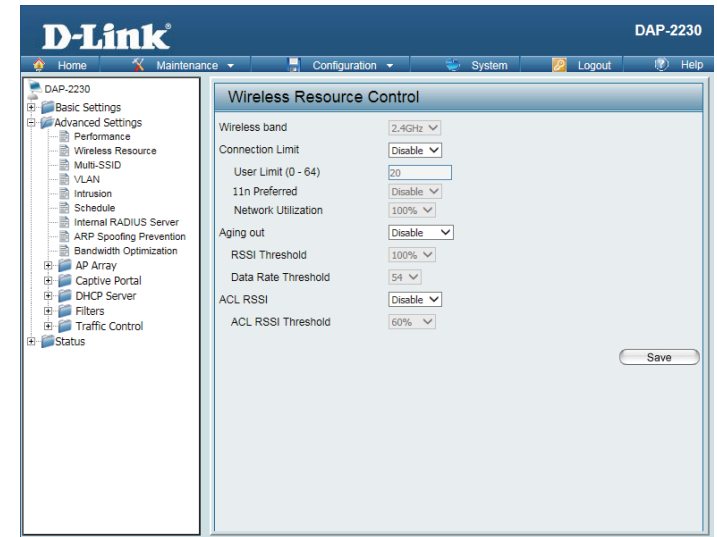 D-Link®
DAP-2230
Home Maintenance Configuration System Logout Help
DAP-2230
Basic Settings
Advanced Settings
Performance
Wireless Resource
Multi-SSID
VLAN
Intrusion
Schedule
Internal RADIUS Server
ARP Spoofing Prevention
Bandwidth Optimization
AP Array
Captive Portal
DHCP Server
Filters
Traffic Control
Status
Wireless Resource Control
Wireless band 2.4GHz
Connection Limit Disable
User Limit (0 - 64) 20
11n Preferred Disable
Network Utilization 100%
Aging out Disable
RSSI Threshold 100%
Data Rate Threshold 54
ACL RSSI Disable
ACL RSSI Threshold 60%
Save